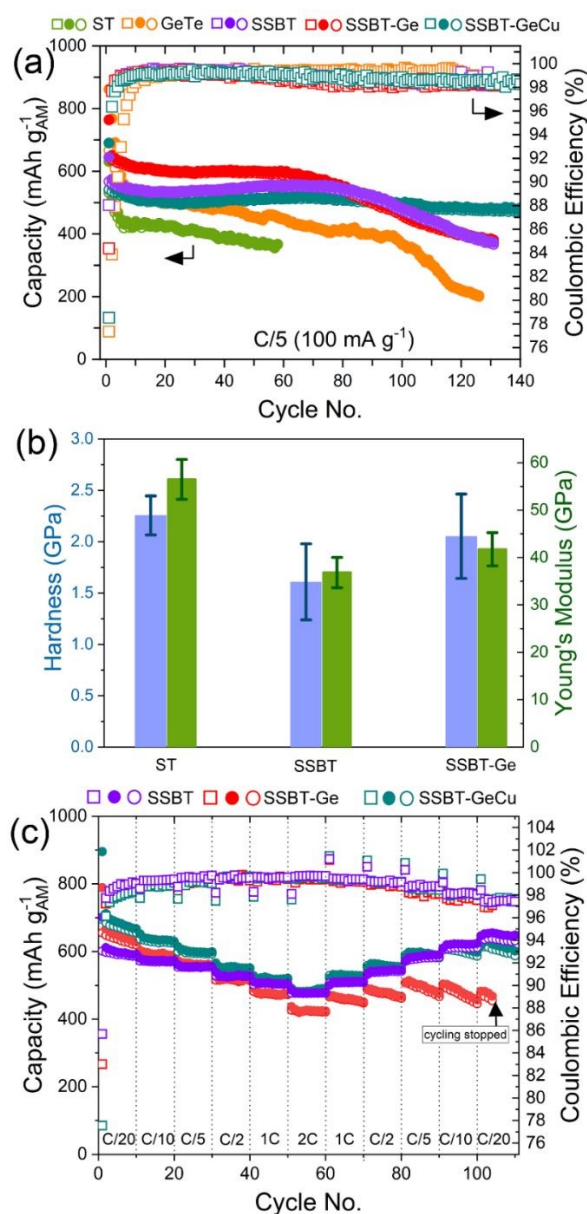 ST GeTe SSBT SSBT-Ge SSBT-GeCu
(a)
Capacity (mAh g⁻¹AM)
1000
900
800
600
400
200
0
0 20 40 60 80 100 120 140
Cycle No.
C/5 (100 mA g⁻¹)
100
98
96
94
92
90
88
86
84
82
80
78
76
Coulombic Efficiency (%)
(b)
Hardness (GPa)
3.0
2.5
2.0
1.5
1.0
0.5
0.0
ST SSBT SSBT-Ge
60
50
40
30
20
10
0
Young's Modulus (GPa)
SSBT SSBT-Ge SSBT-GeCu
(c)
Capacity (mAh g⁻¹AM)
1000
800
600
400
200
0
cycling stopped
C/20 C/10 C/5 C/2 1C 2C 1C C/2 C/5 C/10 C/20
0 20 40 60 80 100
Cycle No.
104
102
100
98
96
94
92
90
88
86
84
82
80
78
76
Coulombic Efficiency (%)